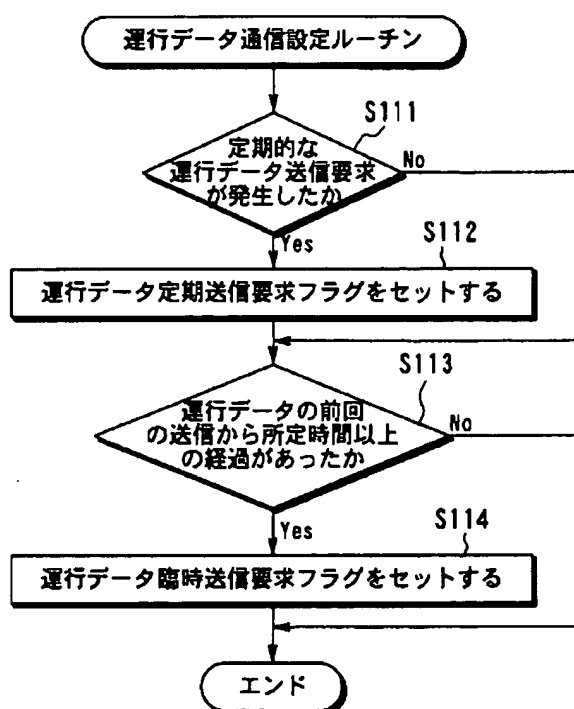 運行データ通信設定ルーチン
S111
定期的な
運行データ送信要求
が発生したか
No
Yes
S112
運行データ定期送信要求フラグをセットする
S113
運行データの前回
の送信から所定時間以上
の経過があったか
No
Yes
S114
運行データ臨時送信要求フラグをセットする
エンド